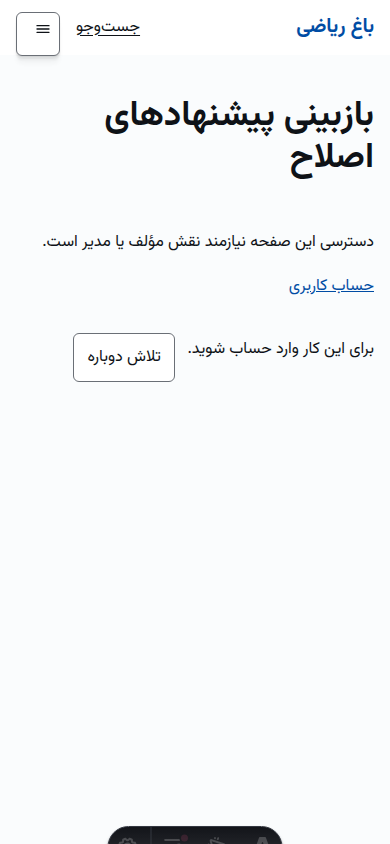 باغ ریاضی
جست‌وجو
بازبینی پیشنهادهای
اصلاح
دسترسی این صفحه نیازمند نقش مؤلف یا مدیر است.
حساب کاربری
برای این کار وارد حساب شوید.
تلاش دوباره